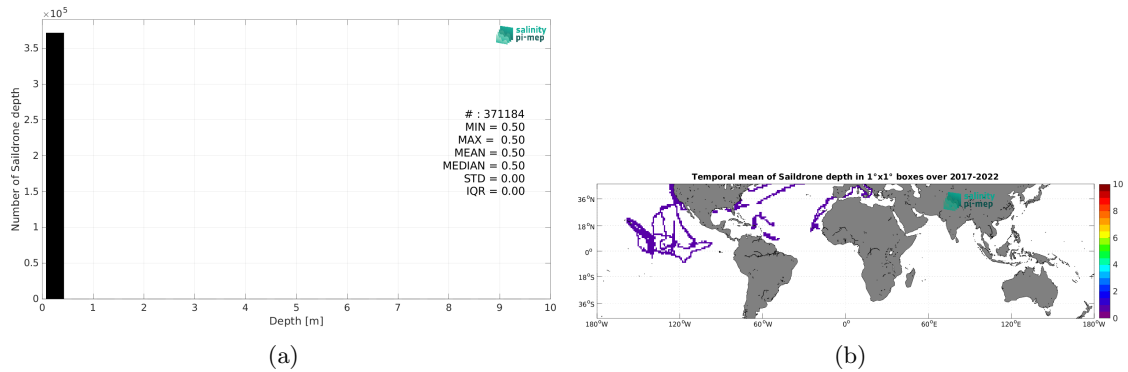 ×10⁵
3.5
3
2.5
2
1.5
1
0.5
0
Number of Saildrone depth
salinity
pi-mep
# : 371184
MIN = 0.50
MAX = 0.50
MEAN = 0.50
MEDIAN = 0.50
STD = 0.00
IQR = 0.00
0 1 2 3 4 5 6 7 8 9 10
Depth [m]
(a)
Temporal mean of Saildrone depth in 1°x1° boxes over 2017-2022
salinity
pi-mep
36°N
18°N
0°
18°S
36°S
180°W 120°W 60°W 0° 60°E 120°E 180°W
10
8
6
4
2
0
(b)